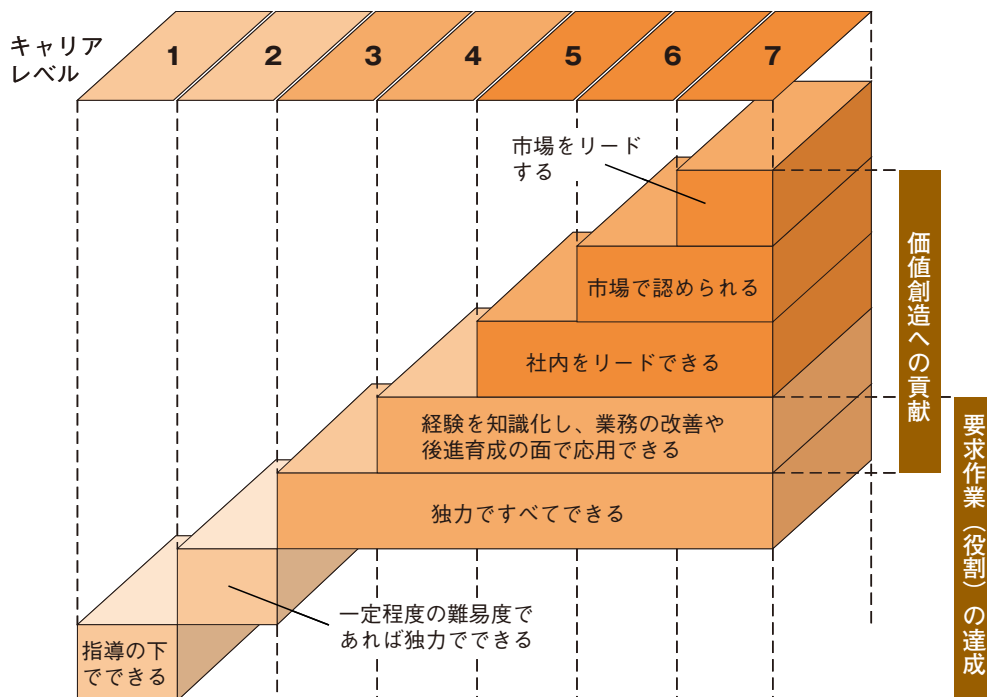 キャリア
レベル
1 2 3 4 5 6 7
市場をリード
する
市場で認められる
社内をリードできる
経験を知識化し、業務の改善や
後進育成の面で応用できる
独力ですべてできる
一定程度の難易度で
あれば独力でできる
指導の下
でできる
価値創造への貢献
要求作業（役割）の達成